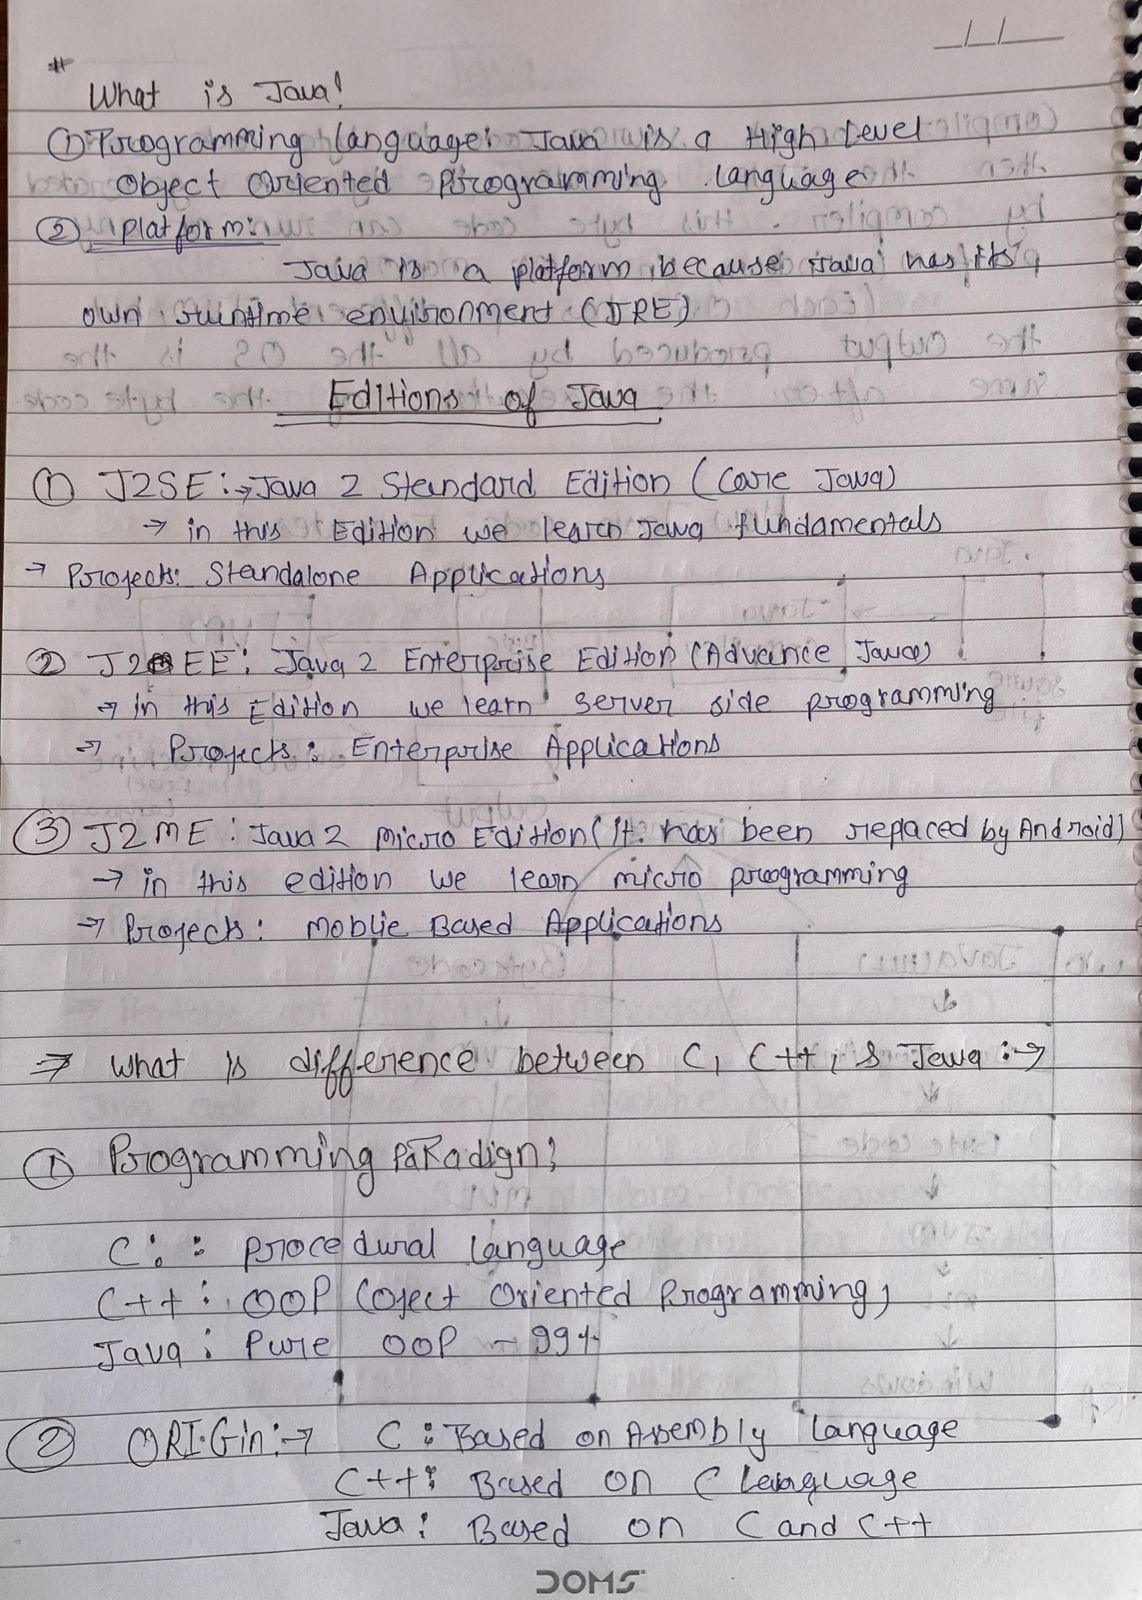 #
What is Java!
① Programming language: Java is a High Level
Object Oriented Programming language
② Platform:
Java is a platform because Java has its
own runtime environment (JRE)
Editions of Java
① J2SE :→ Java 2 Standard Edition (Core Java)
→ in this Edition we learn Java fundamentals
→ Projects: Standalone Applications
② J2EE : Java 2 Enterprise Edition (Advance Java)
→ in this Edition we learn server side programming
→ Projects : Enterprise Applications
③ J2ME : Java 2 Micro Edition (It has been replaced by Android)
→ in this edition we learn micro programming
→ Projects : Moblie Based Applications
⇒ What is difference between C, C++, & Java :→
① Programming paRadign:
C : : procedural language
C++ : OOP (Oject Oriented Programming)
Java : Pure OOP - 99%
② ORIGin :→ C : Based on Assembly language
C++ : Based on C language
Java : Based on C and C++
DOMS